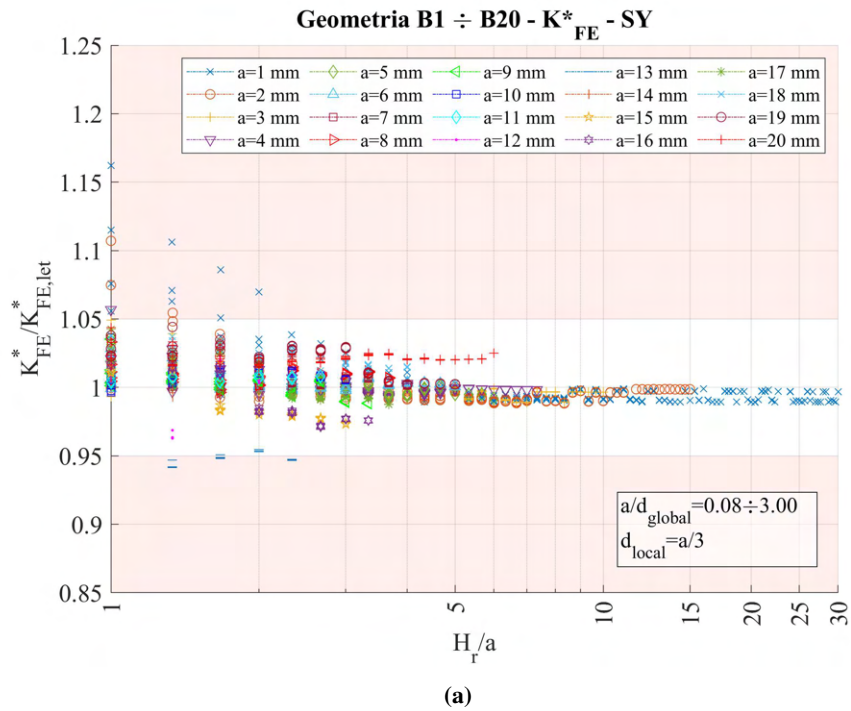 Geometria B1 ÷ B20 - K*FE - SY
1.25
1.2
1.15
1.1
1.05
1
0.95
0.9
0.85
K*FE/K*FE,let
a=1 mm
a=2 mm
a=3 mm
a=4 mm
a=5 mm
a=6 mm
a=7 mm
a=8 mm
a=9 mm
a=10 mm
a=11 mm
a=12 mm
a=13 mm
a=14 mm
a=15 mm
a=16 mm
a=17 mm
a=18 mm
a=19 mm
a=20 mm
a/dglobal=0.08÷3.00
dlocal=a/3
1 5 10 15 20 25 30
Hr/a
(a)